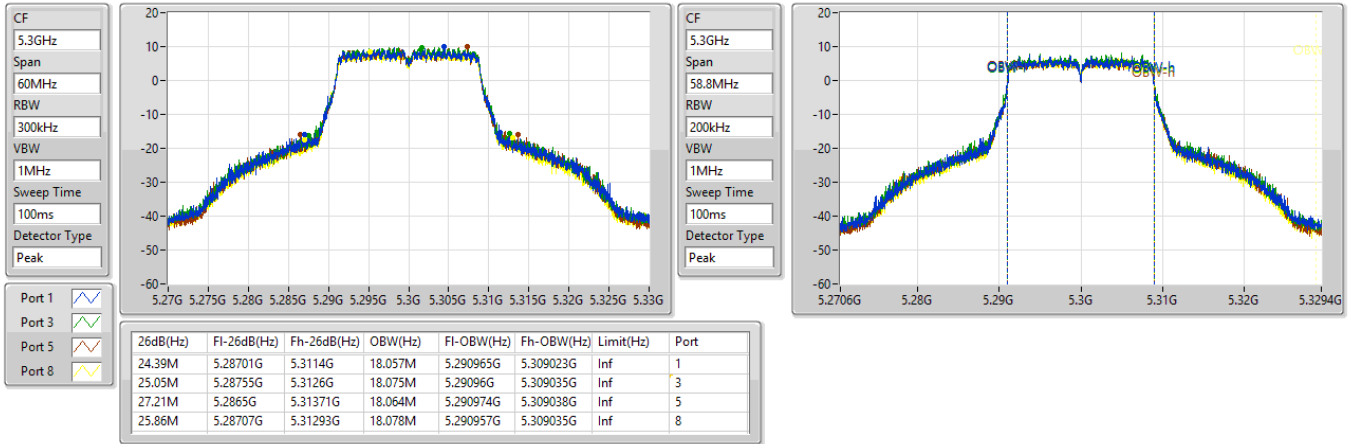 CF
5.3GHz
Span
60MHz
RBW
300kHz
VBW
1MHz
Sweep Time
100ms
Detector Type
Peak
20
10
0
-10
-20
-30
-40
-50
-60
5.27G 5.275G 5.28G 5.285G 5.29G 5.295G 5.3G 5.305G 5.31G 5.315G 5.32G 5.325G 5.33G
CF
5.3GHz
Span
58.8MHz
RBW
200kHz
VBW
1MHz
Sweep Time
100ms
Detector Type
Peak
20
10
0
-10
-20
-30
-40
-50
-60
OBW-h
5.2706G 5.28G 5.29G 5.3G 5.31G 5.32G 5.3294G
Port 1
Port 3
Port 5
Port 8
26dB(Hz) Fl-26dB(Hz) Fh-26dB(Hz) OBW(Hz) Fl-OBW(Hz) Fh-OBW(Hz) Limit(Hz) Port
24.39M 5.28701G 5.3114G 18.057M 5.290965G 5.309023G Inf 1
25.05M 5.28755G 5.3126G 18.075M 5.29096G 5.309035G Inf 3
27.21M 5.2865G 5.31371G 18.064M 5.290974G 5.309038G Inf 5
25.86M 5.28707G 5.31293G 18.078M 5.290957G 5.309035G Inf 8